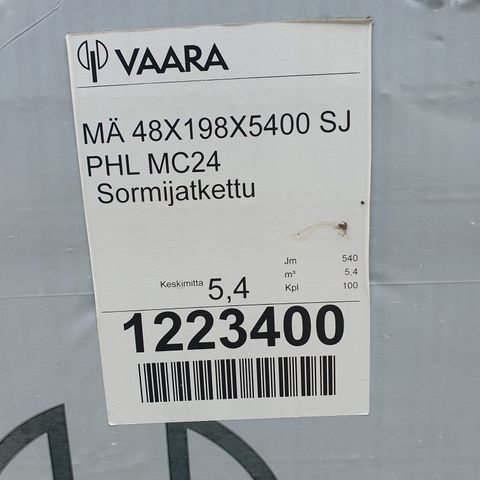 VAARA
MÄ 48X198X5400 SJ
PHL MC24
Sormijatkettu
Jm 540
m³ 5,4
Keskimitta 5,4 Kpl 100
1223400